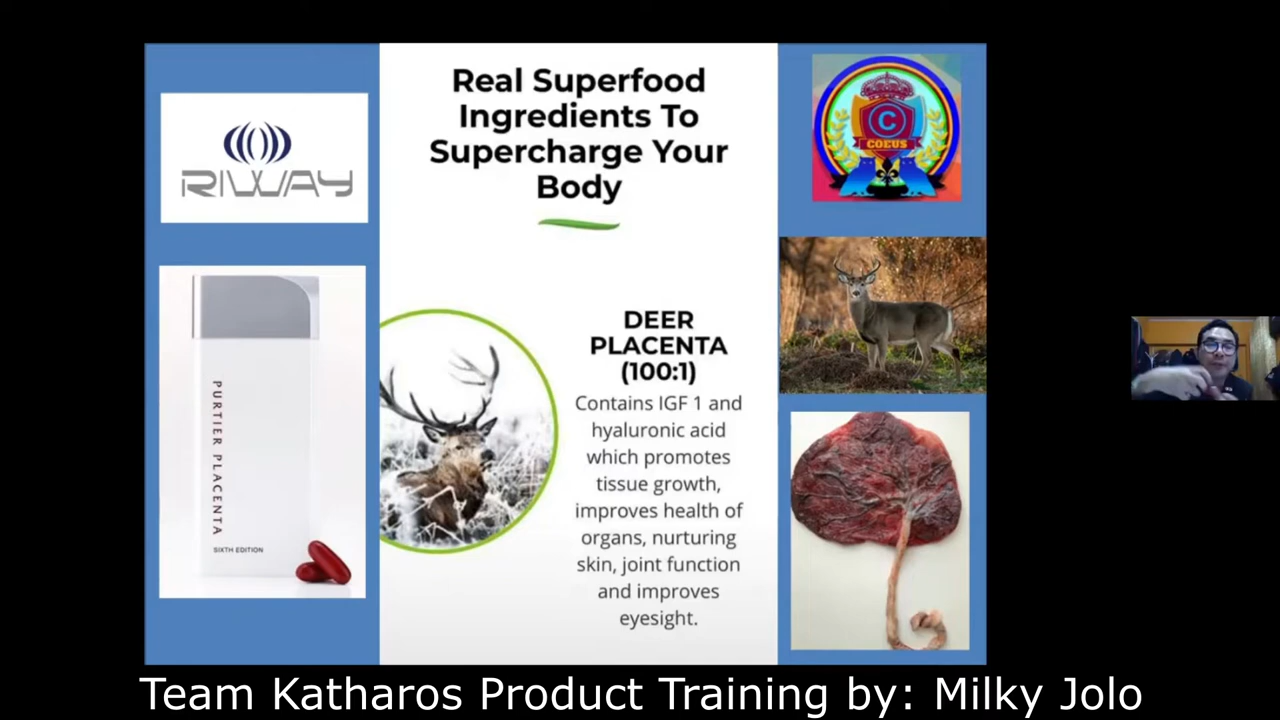 RIWAY
PURTIER PLACENTA
SIXTH EDITION
Real Superfood
Ingredients To
Supercharge Your
Body
DEER
PLACENTA
(100:1)
Contains IGF 1 and
hyaluronic acid
which promotes
tissue growth,
improves health of
organs, nurturing
skin, joint function
and improves
eyesight.
C
COEUS
Team Katharos Product Training by: Milky Jolo